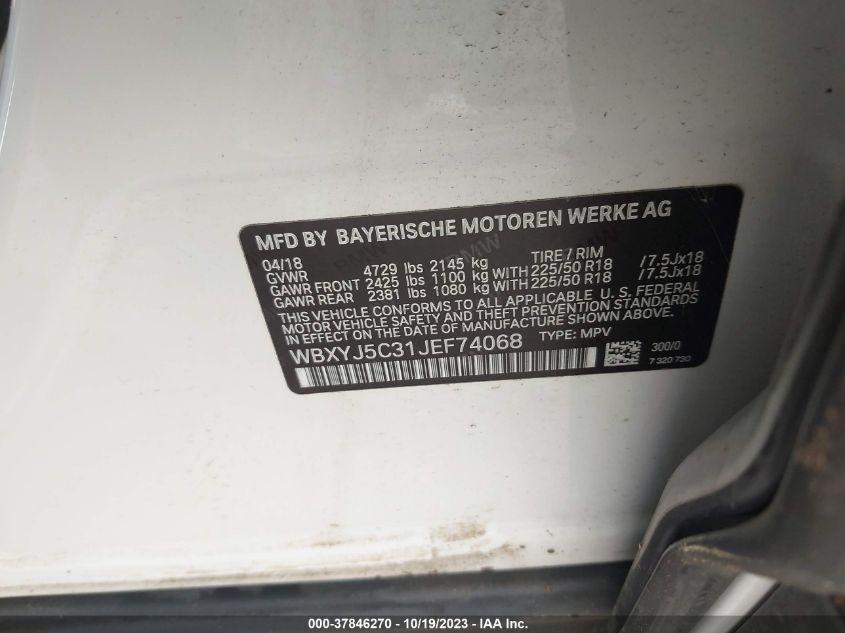 MFD BY BAYERISCHE MOTOREN WERKE AG
04/18 TIRE / RIM
GVWR 4729 lbs 2145 kg
GAWR FRONT 2425 lbs 1100 kg WITH 225/50 R18 /7.5Jx18
GAWR REAR 2381 lbs 1080 kg WITH 225/50 R18 /7.5Jx18
THIS VEHICLE CONFORMS TO ALL APPLICABLE U. S. FEDERAL
MOTOR VEHICLE SAFETY AND THEFT PREVENTION STANDARDS
IN EFFECT ON THE DATE OF MANUFACTURE SHOWN ABOVE.
WBXYJ5C31JEF74068 TYPE: MPV
300/0
7 320 730
000-37846270 - 10/19/2023 - Copyright © IAA, Inc.